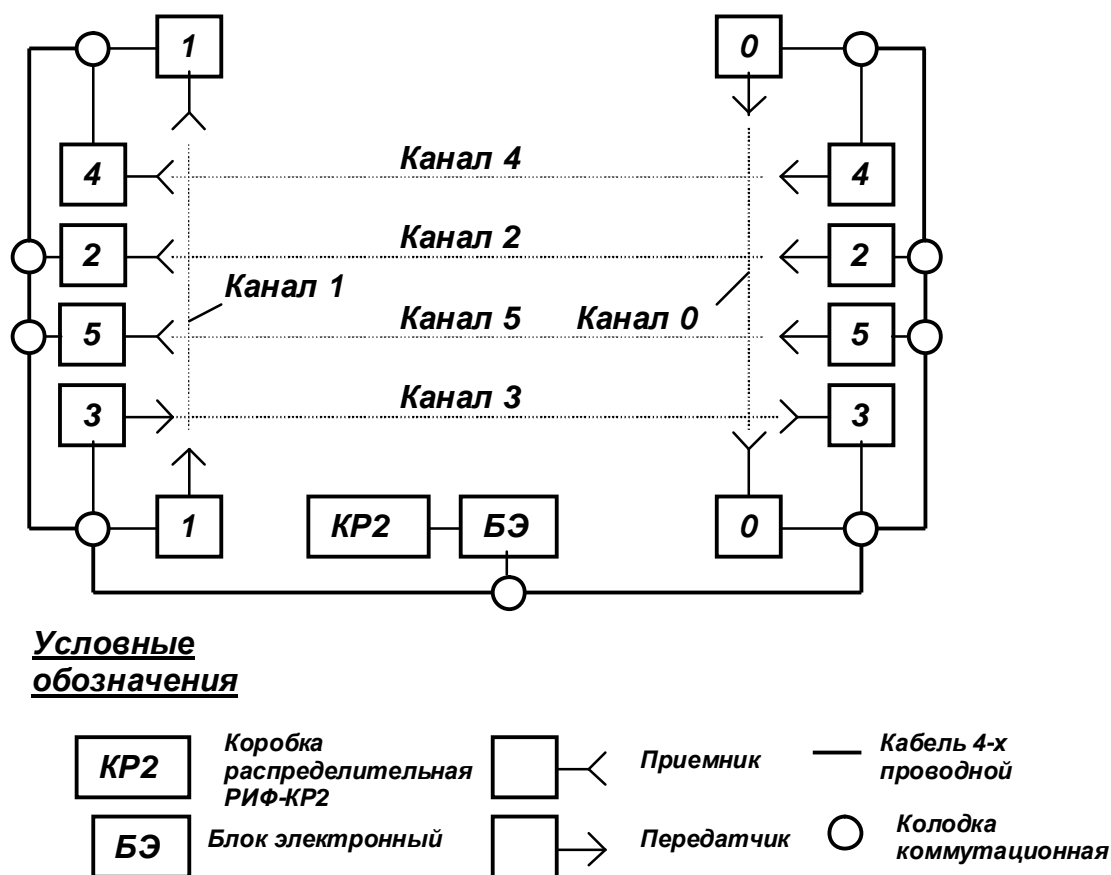 1 0
4 Канал 4 4
2 Канал 2 2
Канал 1
5 Канал 5 Канал 0 5
3 Канал 3 3
1 КР2 БЭ 0
Условные
обозначения
КР2
Коробка
распределительная
РИФ-КР2
Приемник
Кабель 4-х
проводной
БЭ
Блок электронный
Передатчик
Колодка
коммутационная